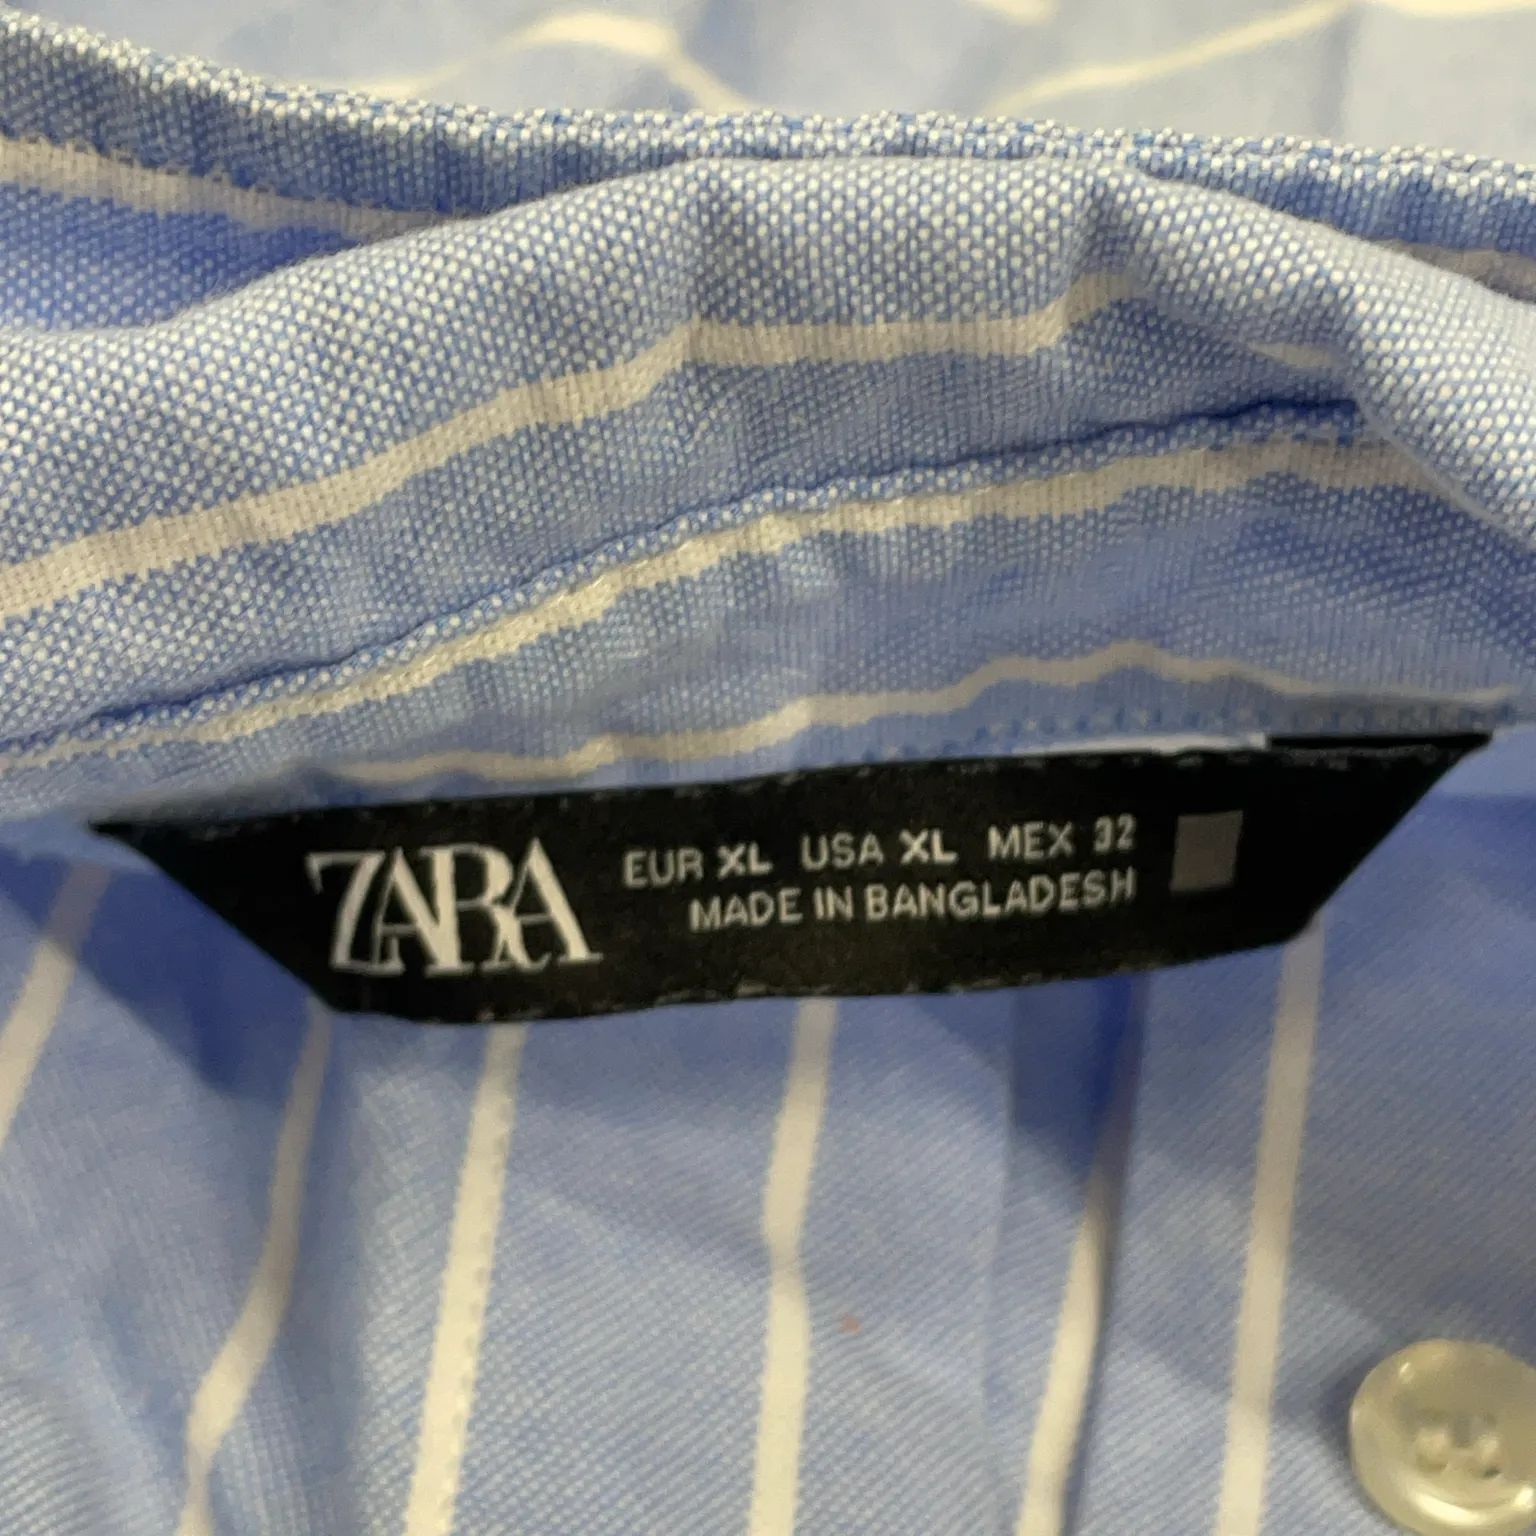 ZARA
EUR XL USA XL MEX 32
MADE IN BANGLADESH